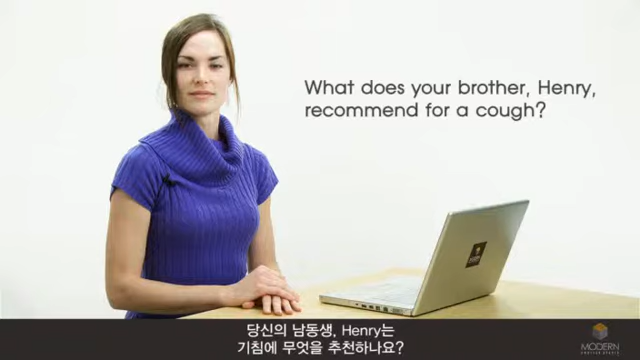 What does your brother, Henry,
recommend for a cough?
당신의 남동생, Henry는
기침에 무엇을 추천하나요?
MODERN